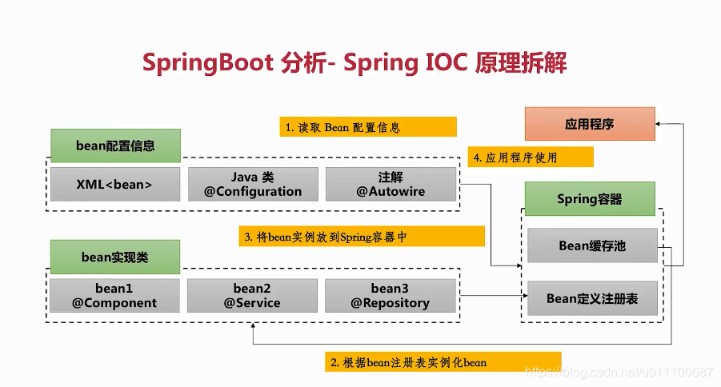 SpringBoot 分析- Spring IOC 原理拆解
1. 读取 Bean 配置信息
应用程序
bean配置信息
4. 应用程序使用
XML<bean>
Java 类
@Configuration
注解
@Autowire
Spring容器
3. 将bean实例放到Spring容器中
Bean缓存池
bean实现类
bean1
@Component
bean2
@Service
bean3
@Repository
Bean定义注册表
2. 根据bean注册表实例化bean
https://blog.csdn.net/u011100687